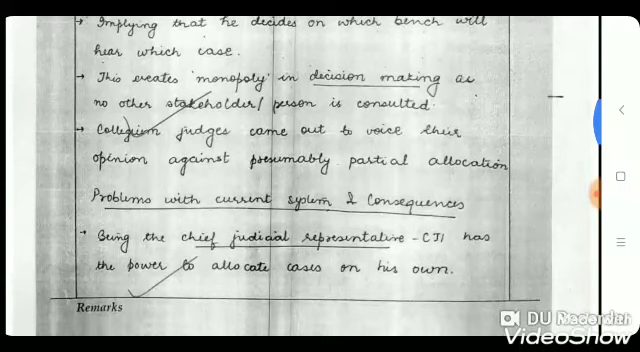 → Implying that he decides on which bench will
hear which case.
→ This creates 'monopoly' in decision making as
no other stakeholder/ person is consulted.
→ Collegium judges came out to voice their
opinion against presumably partial allocation
Problems with current system & Consequences
→ Being the chief judicial representative - CJI has
the power to allocate cases on his own.
Remarks
DU Recorder
VideoShow